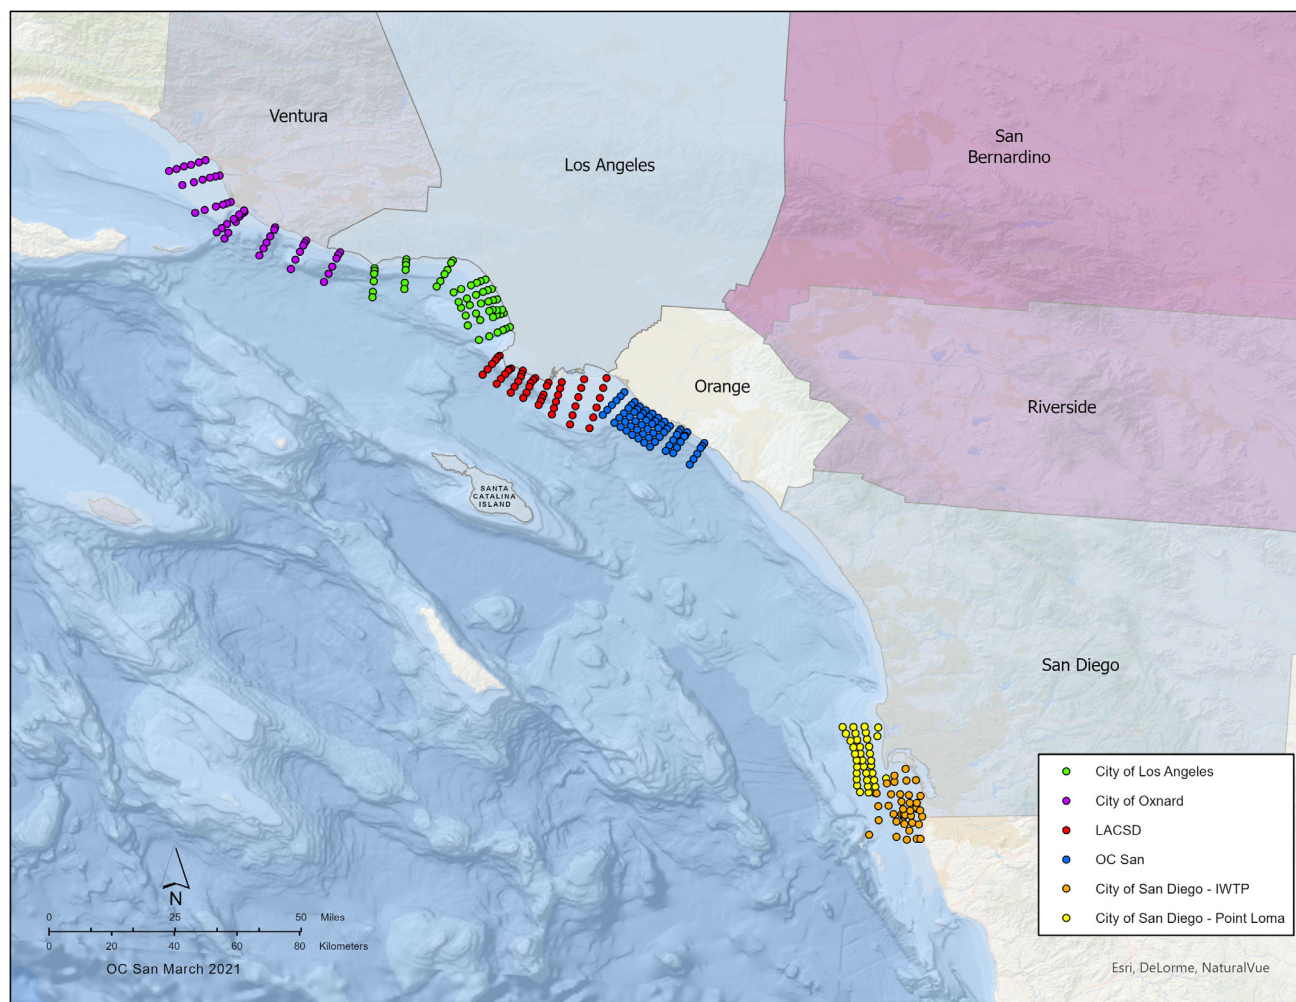 Ventura
Los Angeles
San
Bernardino
Orange
Riverside
SANTA
CATALINA
ISLAND
San Diego
City of Los Angeles
City of Oxnard
LACSD
OC San
City of San Diego - IWTP
City of San Diego - Point Loma
N
0 25 50 Miles
0 20 40 60 80 Kilometers
OC San March 2021
Esri, DeLorme, NaturalVue